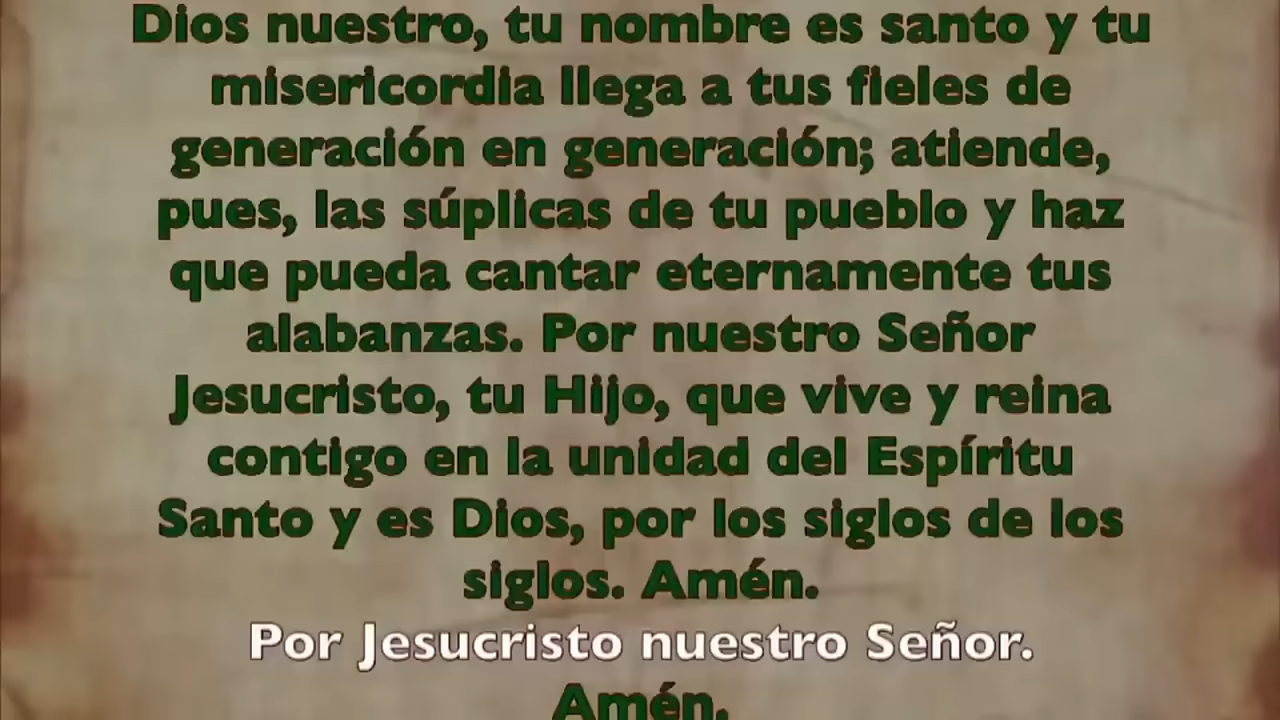 Dios nuestro, tu nombre es santo y tu
misericordia llega a tus fieles de
generación en generación; atiende,
pues, las súplicas de tu pueblo y haz
que pueda cantar eternamente tus
alabanzas. Por nuestro Señor
Jesucristo, tu Hijo, que vive y reina
contigo en la unidad del Espíritu
Santo y es Dios, por los siglos de los
siglos. Amén.
Por Jesucristo nuestro Señor.
Amén.